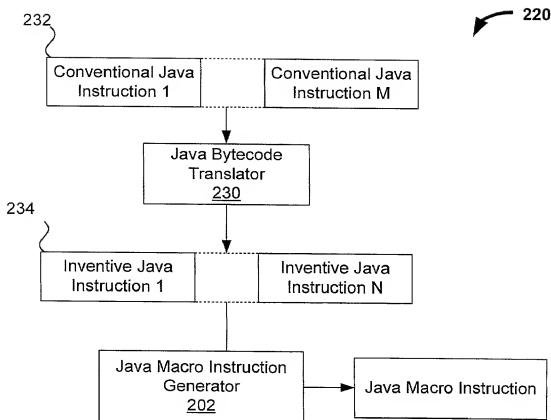 220
232
Conventional Java
Instruction 1
Conventional Java
Instruction M
Java Bytecode
Translator
230
234
Inventive Java
Instruction 1
Inventive Java
Instruction N
Java Macro Instruction
Generator
202
Java Macro Instruction